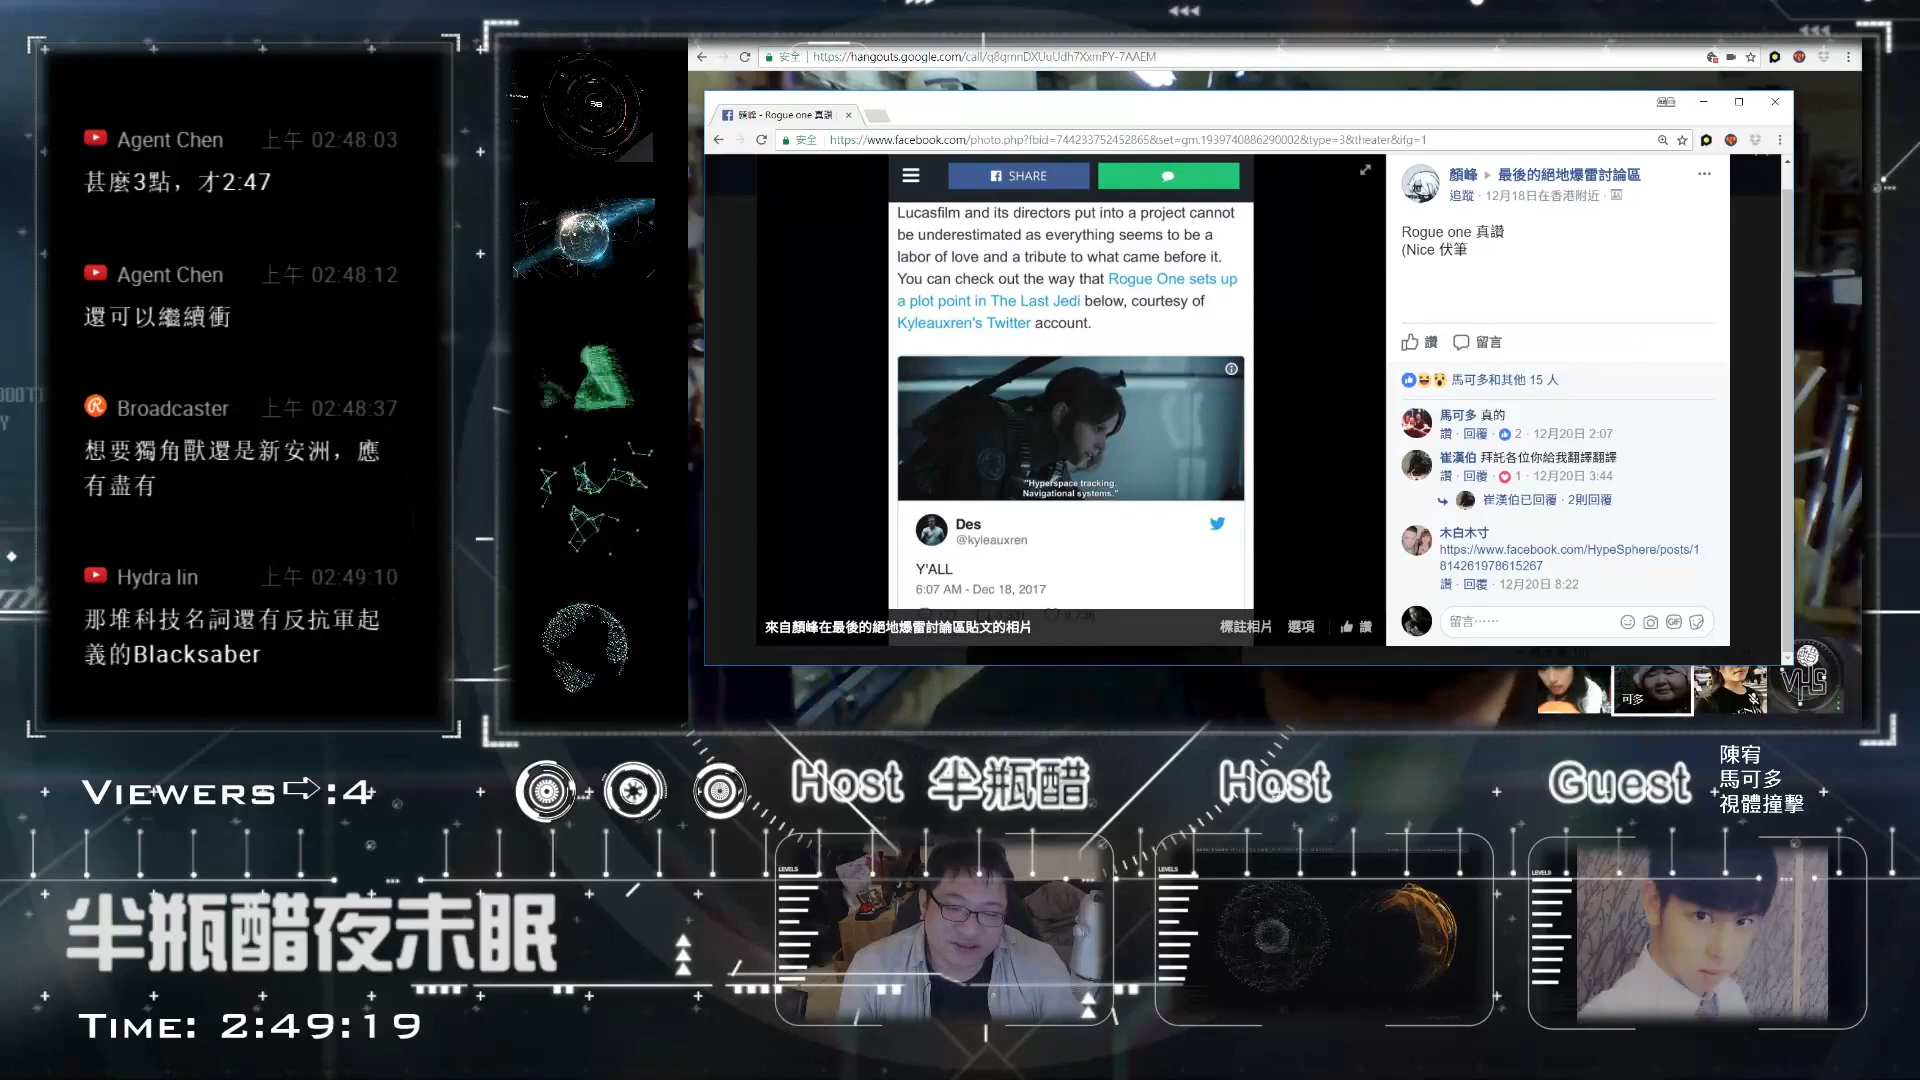 Agent Chen 上午 02:48:03
甚麼3點，才2:47
Agent Chen 上午 02:48:12
還可以繼續衝
Broadcaster 上午 02:48:37
想要獨角獸還是新安洲，應
有盡有
Hydra lin 上午 02:49:10
那堆科技名詞還有反抗軍起
義的Blacksaber
安全 https://hangouts.google.com/call/q8qmnDXUuUdh7XxmPY-7AAEM
顏峰 - Rogue one 真讚
安全 https://www.facebook.com/photo.php?fbid=744233752452865&set=gm.1939740886290002&type=3&theater&ifg=1
SHARE
Lucasfilm and its directors put into a project cannot
be underestimated as everything seems to be a
labor of love and a tribute to what came before it.
You can check out the way that Rogue One sets up
a plot point in The Last Jedi below, courtesy of
Kyleauxren's Twitter account.
"Hyperspace tracking.
Navigational systems."
Des
@kyleauxren
Y'ALL
6:07 AM - Dec 18, 2017
來自顏峰在最後的絕地爆雷討論區貼文的相片
標註相片 選項 讚
顏峰 ▸ 最後的絕地爆雷討論區
追蹤 · 12月18日在香港附近 ·
Rogue one 真讚
(Nice 伏筆
讚 留言
馬可多和其他 15 人
馬可多 真的
讚 · 回覆 · 2 · 12月20日 2:07
崔漢伯 拜託各位你給我翻譯翻譯
讚 · 回覆 · 1 · 12月20日 3:44
崔漢伯已回覆 · 2則回覆
木白木寸
https://www.facebook.com/HypeSphere/posts/1
814261978615267
讚 · 回覆 · 12月20日 8:22
留言……
GIF
可多
VHS
VIEWERS :4
Host 半瓶醋
Host
Guest
陳宥
馬可多
視體撞擊
LEVELS
LEVELS
LEVELS
半瓶醋夜未眠
TIME: 2:49:19